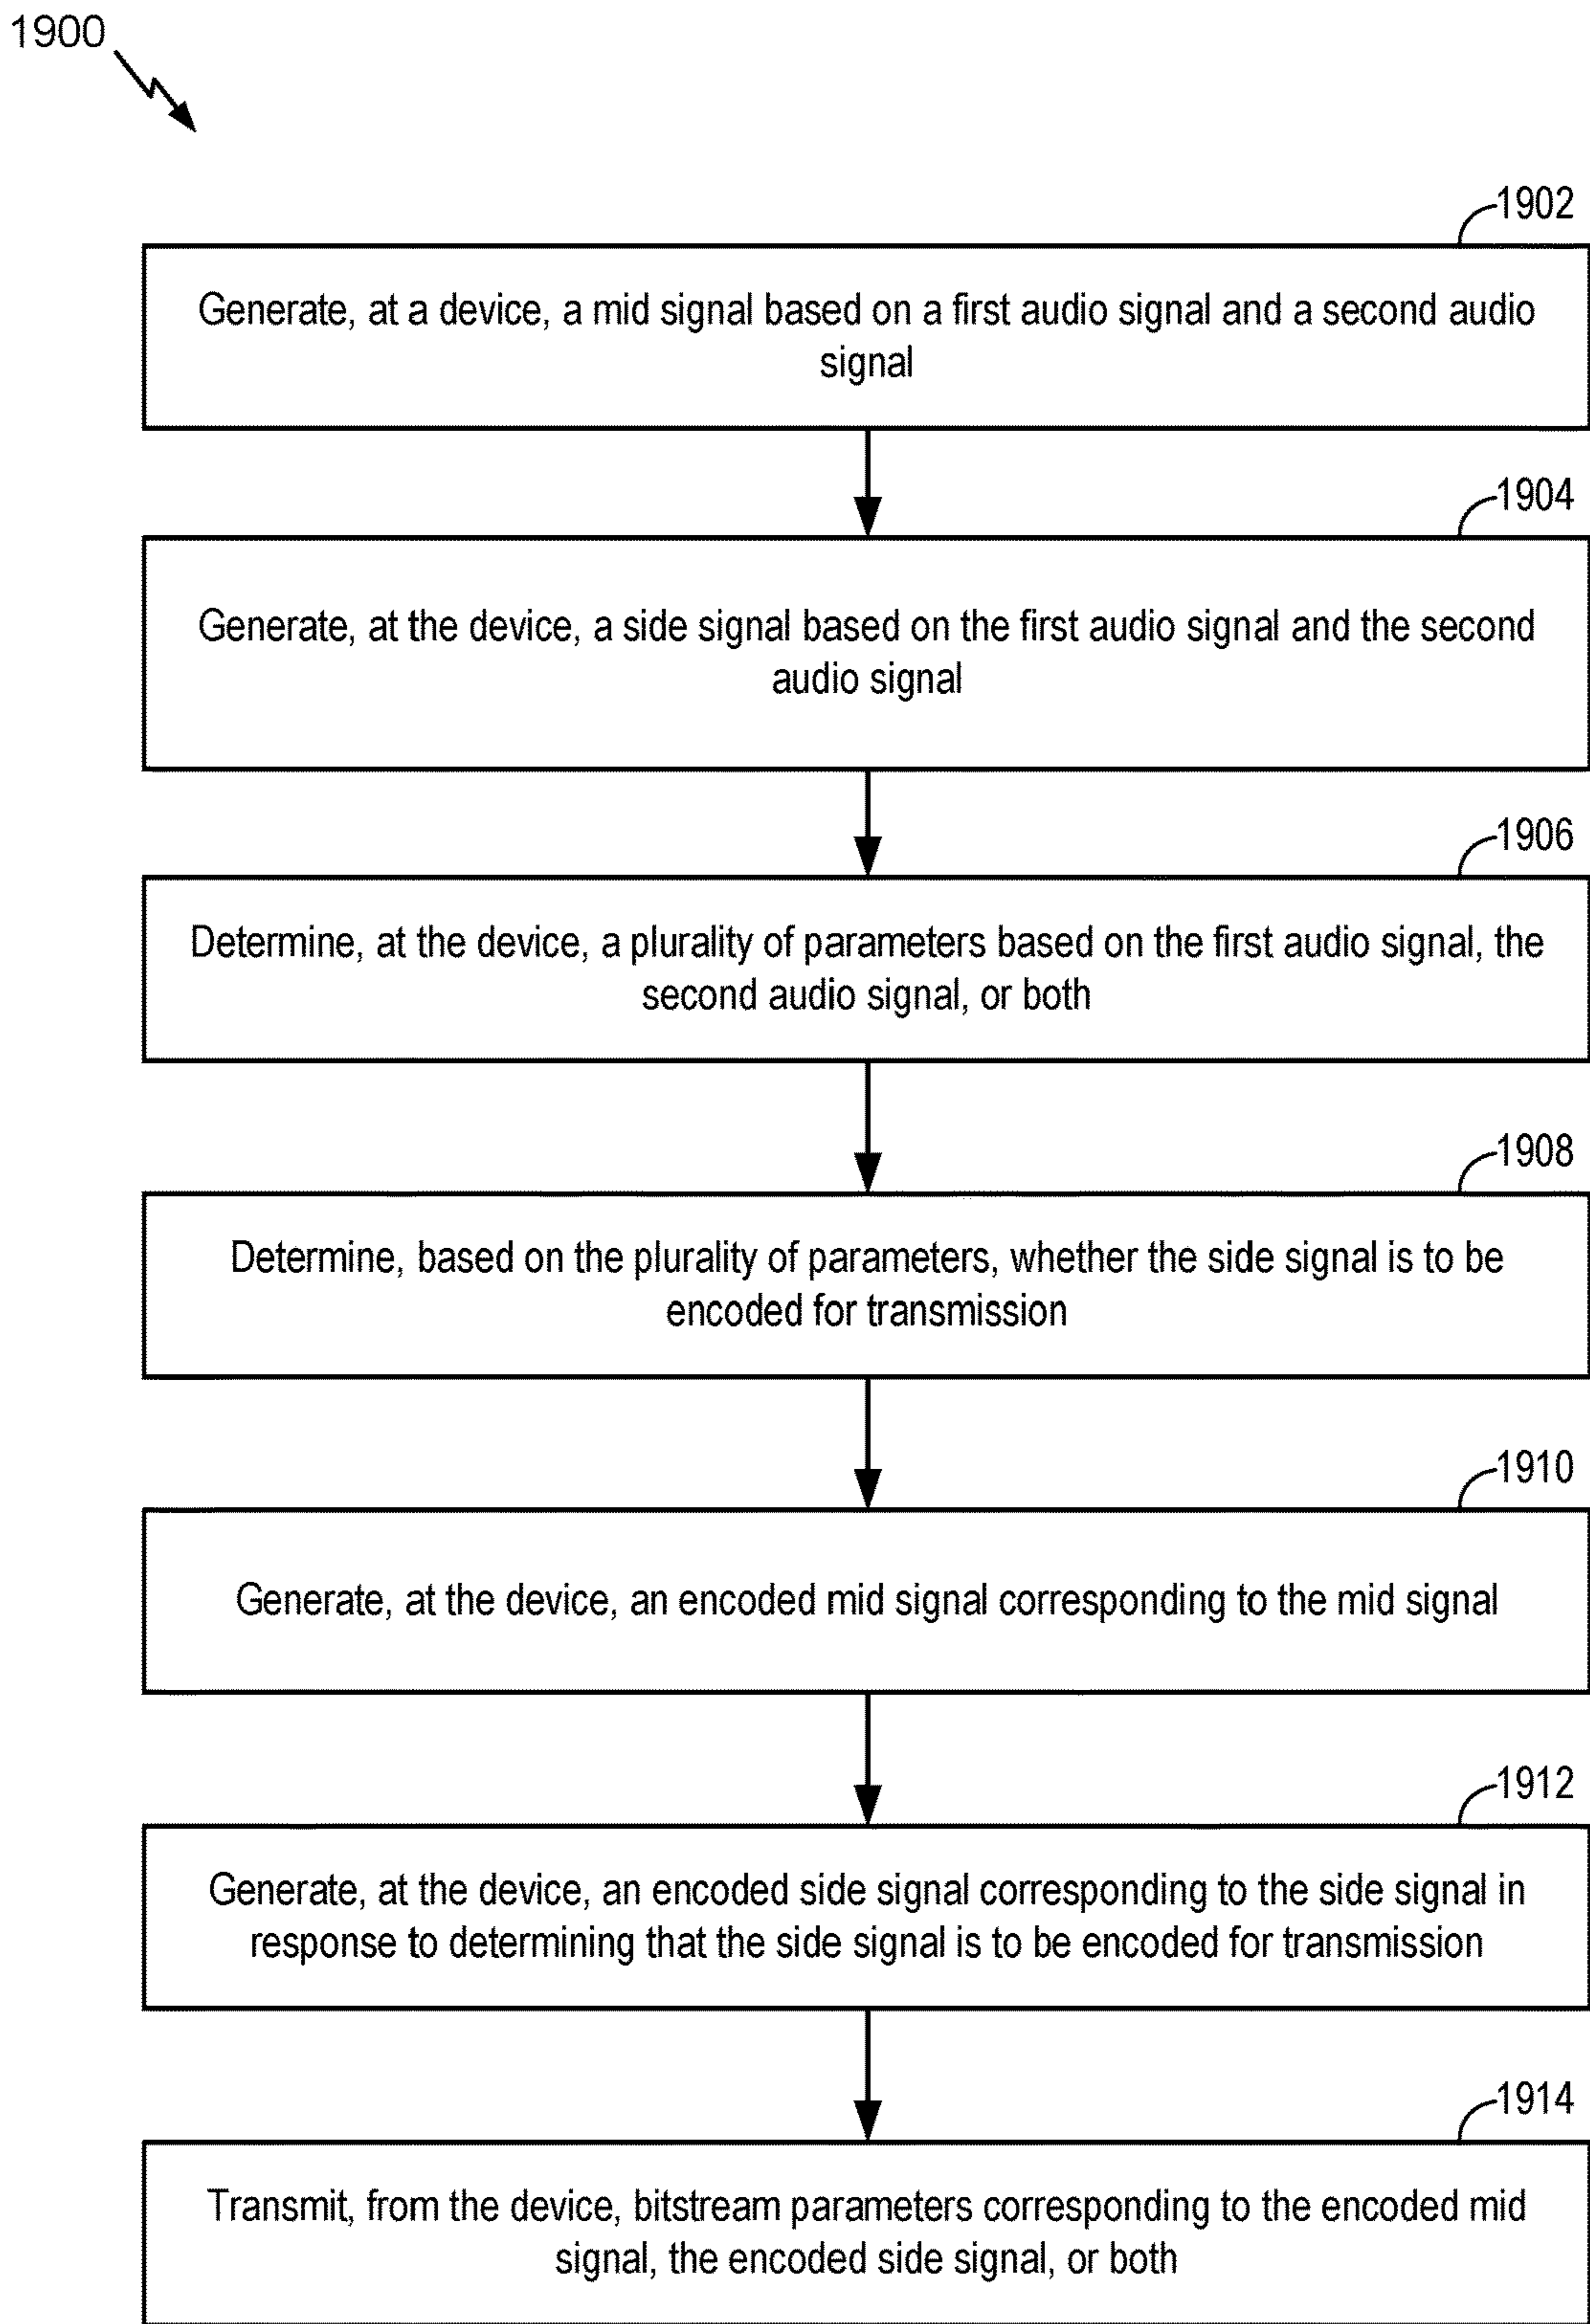 1900
1902
Generate, at a device, a mid signal based on a first audio signal and a second audio
signal
1904
Generate, at the device, a side signal based on the first audio signal and the second
audio signal
1906
Determine, at the device, a plurality of parameters based on the first audio signal, the
second audio signal, or both
1908
Determine, based on the plurality of parameters, whether the side signal is to be
encoded for transmission
1910
Generate, at the device, an encoded mid signal corresponding to the mid signal
1912
Generate, at the device, an encoded side signal corresponding to the side signal in
response to determining that the side signal is to be encoded for transmission
1914
Transmit, from the device, bitstream parameters corresponding to the encoded mid
signal, the encoded side signal, or both